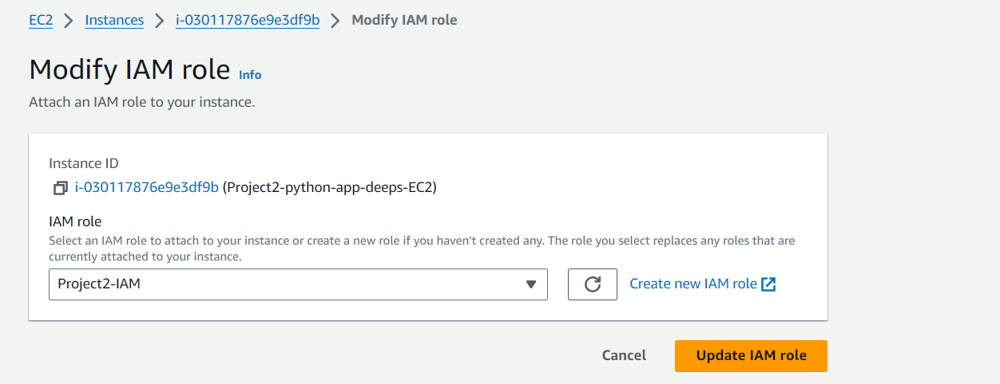 EC2 > Instances > i-030117876e9e3df9b > Modify IAM role
Modify IAM role Info
Attach an IAM role to your instance.
Instance ID
i-030117876e9e3df9b (Project2-python-app-deeps-EC2)
IAM role
Select an IAM role to attach to your instance or create a new role if you haven't created any. The role you select replaces any roles that are
currently attached to your instance.
Project2-IAM
Create new IAM role
Cancel
Update IAM role